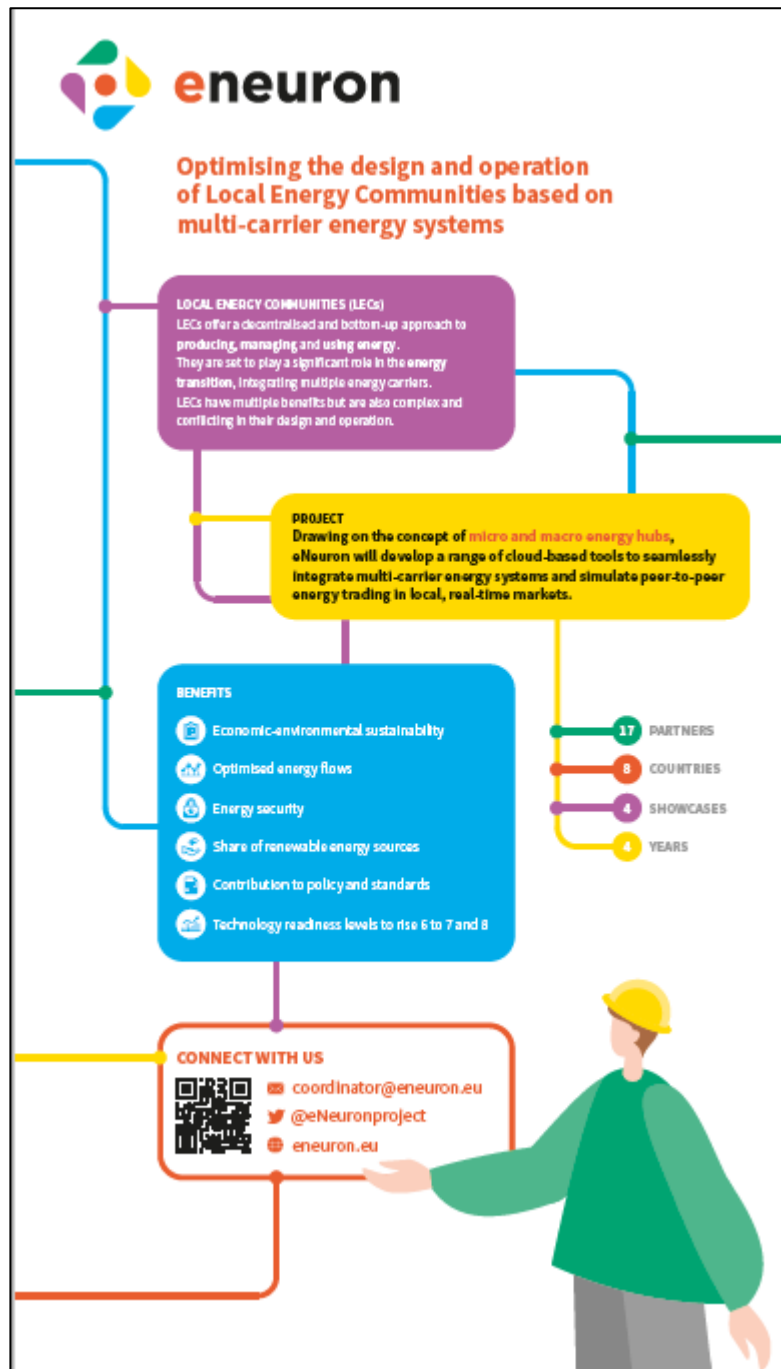 eneuron
Optimising the design and operation
of Local Energy Communities based on
multi-carrier energy systems
LOCAL ENERGY COMMUNITIES (LECs)
LECs offer a decentralised and bottom-up approach to
producing, managing and using energy.
They are set to play a significant role in the energy
transition, integrating multiple energy carriers.
LECs have multiple benefits but are also complex and
conflicting in their design and operation.
PROJECT
Drawing on the concept of micro and macro energy hubs,
eNeuron will develop a range of cloud-based tools to seamlessly
integrate multi-carrier energy systems and simulate peer-to-peer
energy trading in local, real-time markets.
BENEFITS
Economic-environmental sustainability
Optimised energy flows
Energy security
Share of renewable energy sources
Contribution to policy and standards
Technology readiness levels to rise 6 to 7 and 8
17 PARTNERS
8 COUNTRIES
4 SHOWCASES
4 YEARS
CONNECT WITH US
coordinator@eneuron.eu
@eNeuronproject
eneuron.eu